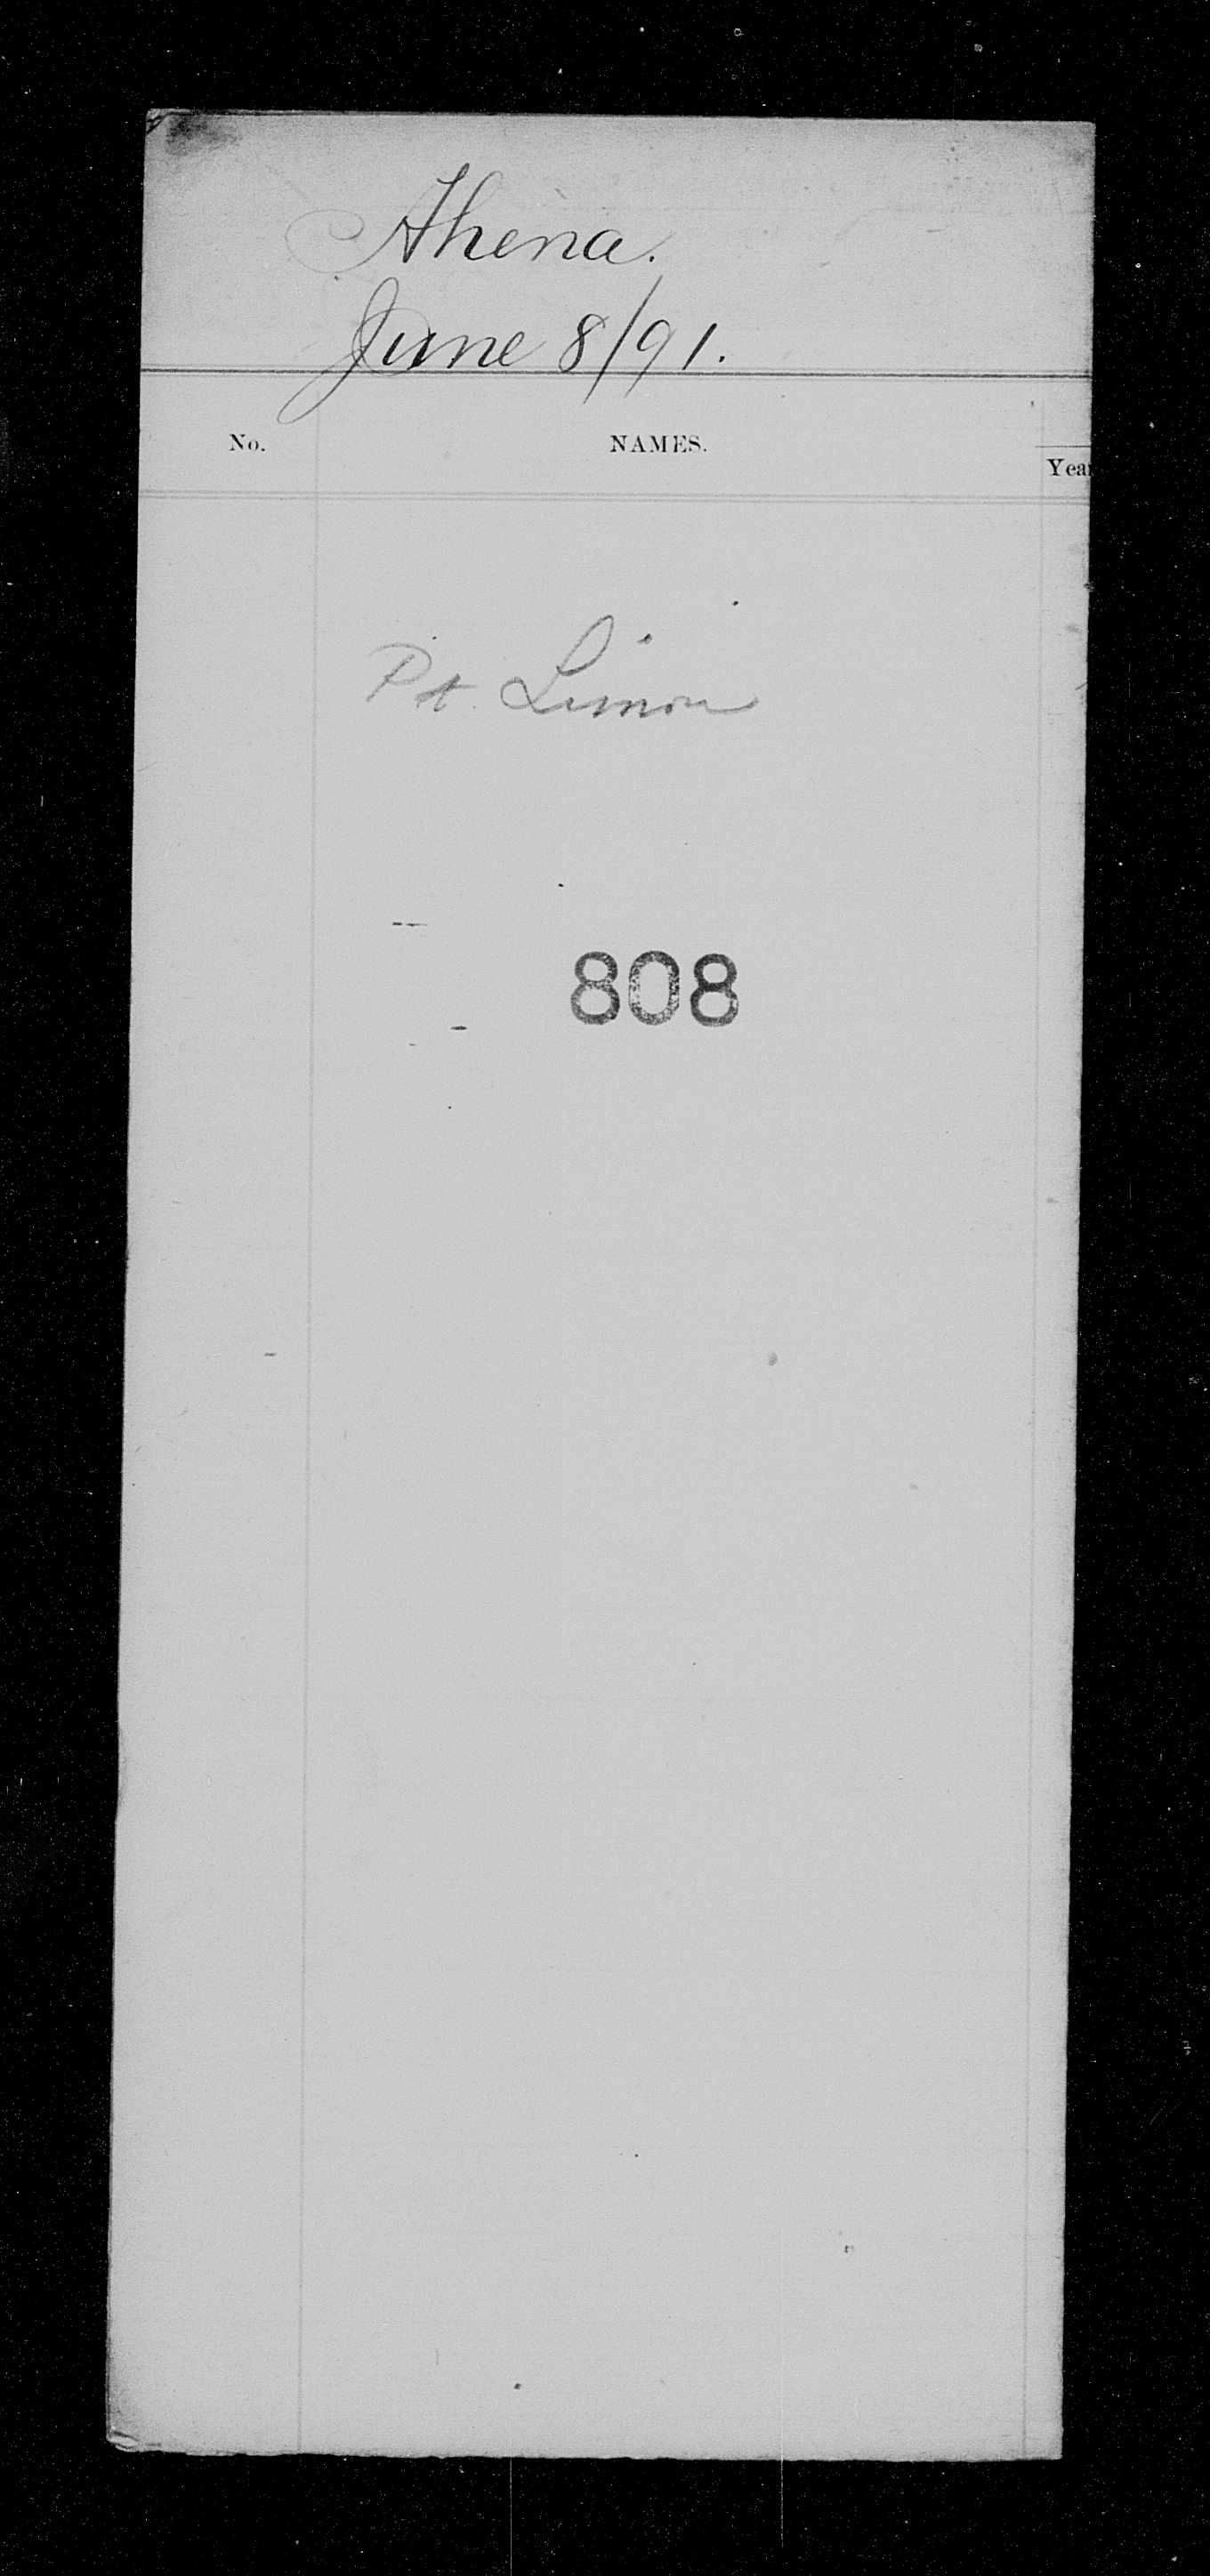 Athena.
June 8/91.
No.
NAMES.
Year
Pt. Limon
808